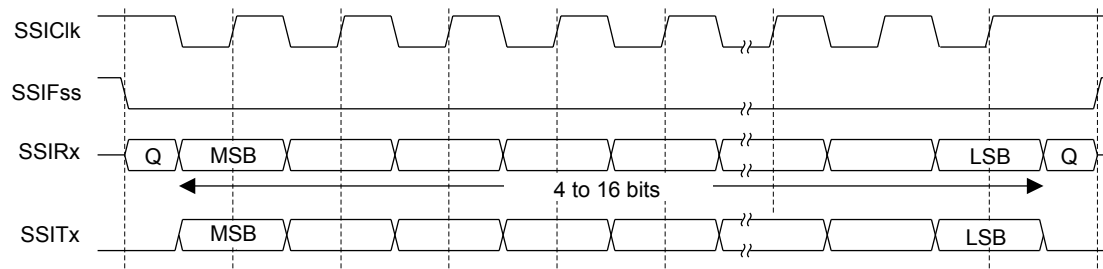 SSIClk
SSIFss
SSIRx
Q
MSB
LSB
Q
4 to 16 bits
SSITx
MSB
LSB